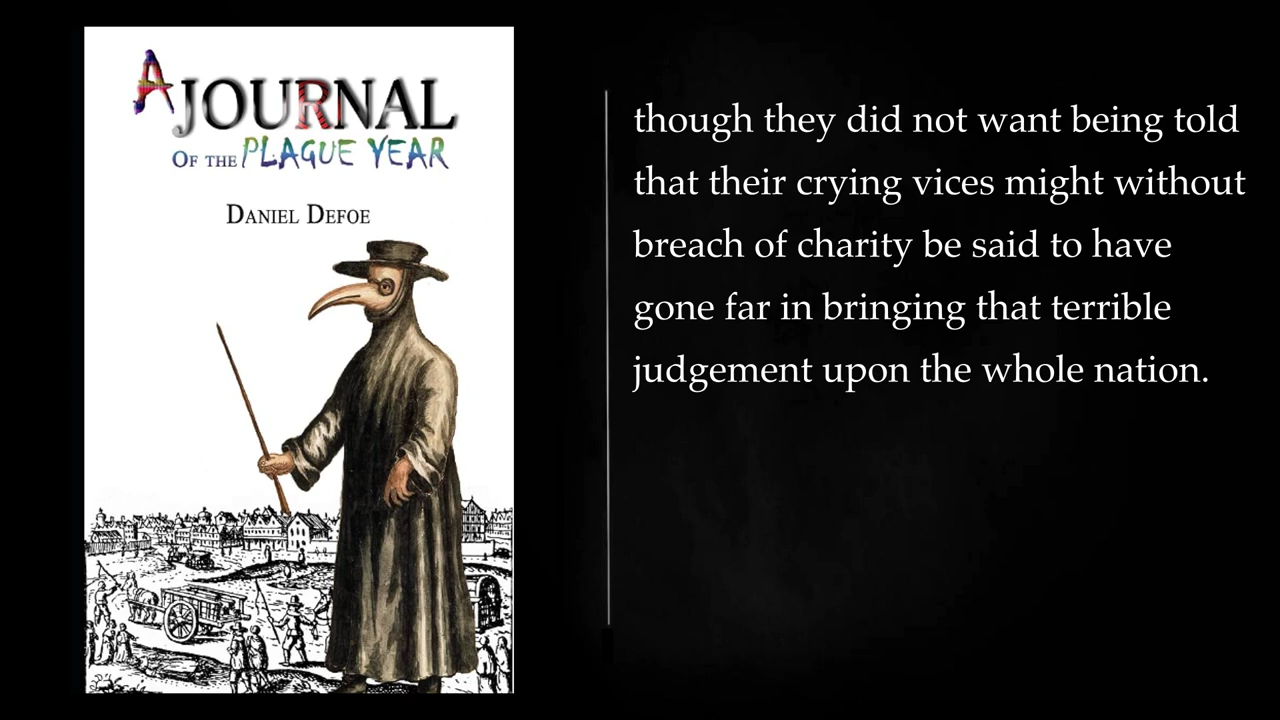 A JOURNAL
OF THE PLAGUE YEAR
DANIEL DEFOE
though they did not want being told
that their crying vices might without
breach of charity be said to have
gone far in bringing that terrible
judgement upon the whole nation.